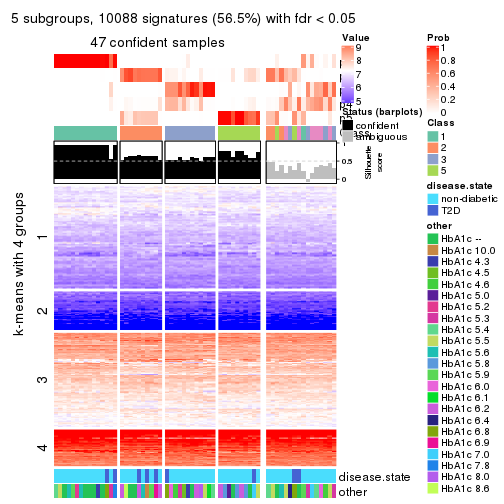 5 subgroups, 10088 signatures (56.5%) with fdr < 0.05
47 confident samples
k-means with 4 groups
1
2
3
4
1
0.5
0
Silhouette
score
disease.state
other
Value
9
8
7
6
5
Status (barplots)
confident
ambiguous
Prob
1
0.8
0.6
0.4
0.2
0
Class
1
2
3
5
disease.state
non-diabetic
T2D
other
HbA1c --
HbA1c 10.0
HbA1c 4.3
HbA1c 4.5
HbA1c 4.6
HbA1c 5.0
HbA1c 5.2
HbA1c 5.3
HbA1c 5.4
HbA1c 5.5
HbA1c 5.6
HbA1c 5.8
HbA1c 5.9
HbA1c 6.0
HbA1c 6.1
HbA1c 6.2
HbA1c 6.4
HbA1c 6.8
HbA1c 6.9
HbA1c 7.0
HbA1c 7.8
HbA1c 8.0
HbA1c 8.6